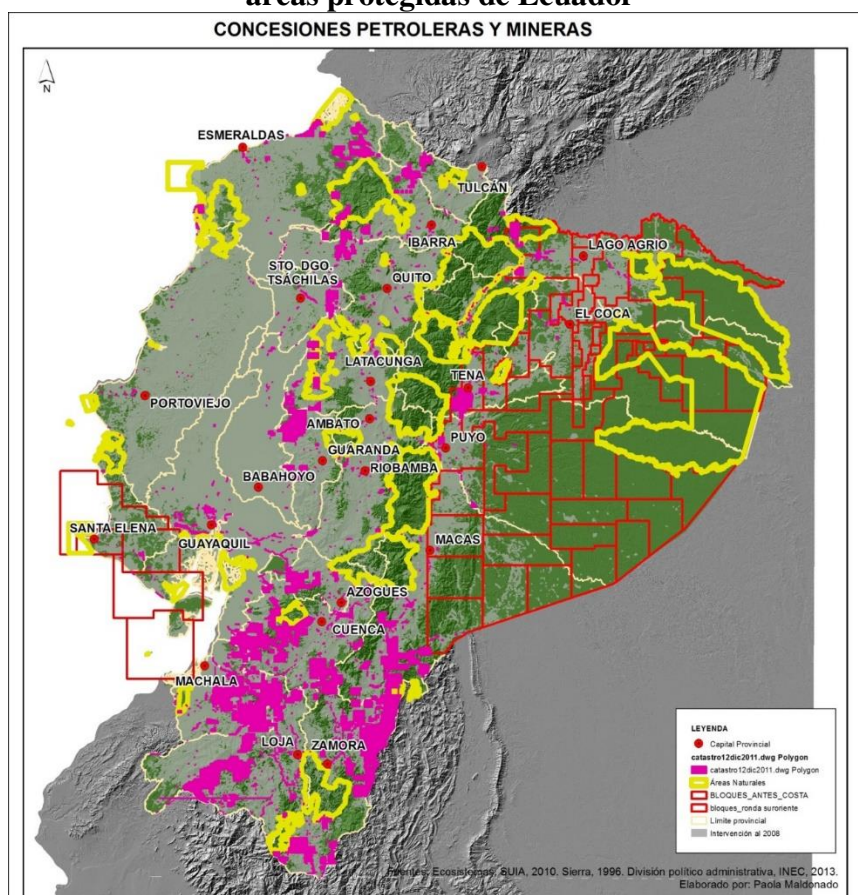 áreas protegidas de Ecuador
CONCESIONES PETROLERAS Y MINERAS
N
ESMERALDAS
TULCÁN
IBARRA
LAGO AGRIO
STO. DGO.
TSÁCHILAS
QUITO
EL COCA
LATACUNGA
TENA
PORTOVIEJO
AMBATO
PUYO
GUARANDA
RIOBAMBA
BABAHOYO
SANTA ELENA
GUAYAQUIL
MACAS
AZOGUES
CUENCA
MACHALA
LOJA
ZAMORA
LEYENDA
Capital Provincial
catastro12dic2011.dwg Polygon
catastro12dic2011.dwg Polygon
Áreas Naturales
BLOQUES_ANTES_COSTA
bloques_ronda suroriente
Límite provincial
Intervención al 2008
Fuentes: Ecosistemas, SUIA, 2010. Sierra, 1996. División político administrativa, INEC, 2013.
Elaborado por: Paola Maldonado